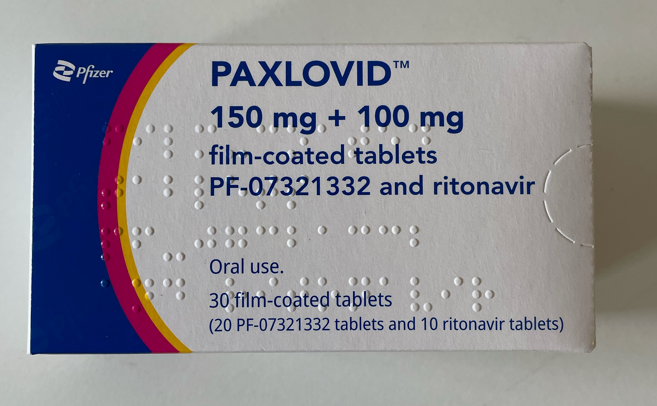 Pfizer
PAXLOVID™
150 mg + 100 mg
film-coated tablets
PF-07321332 and ritonavir
Oral use.
30 film-coated tablets
(20 PF-07321332 tablets and 10 ritonavir tablets)